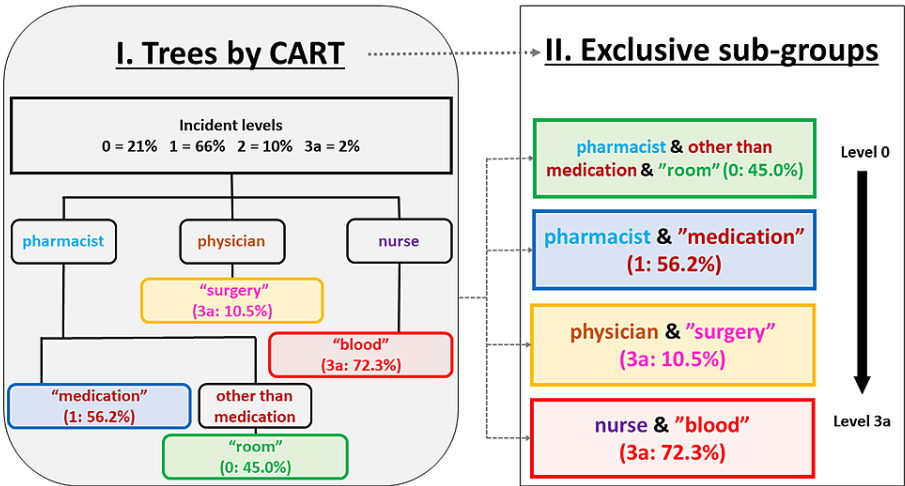 I. Trees by CART
Incident levels
0 = 21% 1 = 66% 2 = 10% 3a = 2%
pharmacist
physician
nurse
“surgery”
(3a: 10.5%)
“blood”
(3a: 72.3%)
“medication”
(1: 56.2%)
other than
medication
“room”
(0: 45.0%)
II. Exclusive sub-groups
pharmacist & other than
medication & ”room” (0: 45.0%)
pharmacist & ”medication”
(1: 56.2%)
physician & ”surgery”
(3a: 10.5%)
nurse & ”blood”
(3a: 72.3%)
Level 0
Level 3a